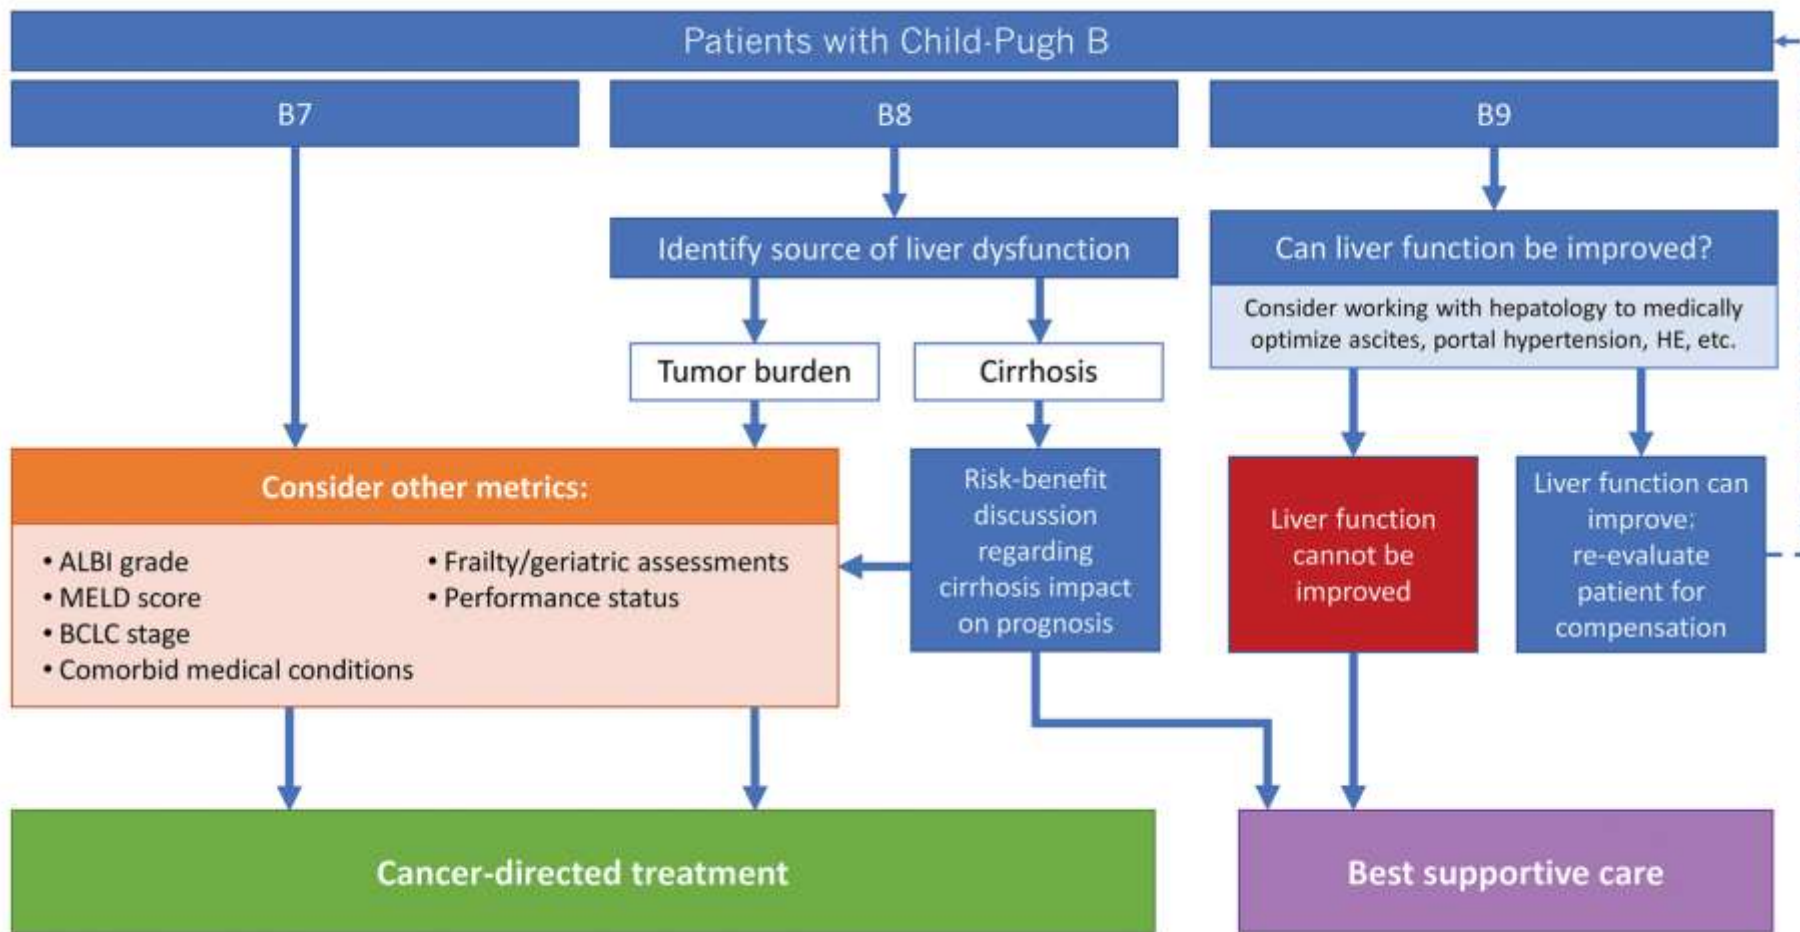 Patients with Child-Pugh B
B7
B8
B9
Identify source of liver dysfunction
Can liver function be improved?
Consider working with hepatology to medically
optimize ascites, portal hypertension, HE, etc.
Tumor burden
Cirrhosis
Consider other metrics:
• ALBI grade
• MELD score
• BCLC stage
• Comorbid medical conditions
• Frailty/geriatric assessments
• Performance status
Risk-benefit
discussion
regarding
cirrhosis impact
on prognosis
Liver function
cannot be
improved
Liver function can
improve:
re-evaluate
patient for
compensation
Cancer-directed treatment
Best supportive care